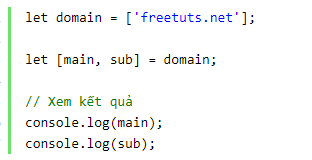 let domain = ['freetuts.net'];
let [main, sub] = domain;
// Xem kết quả
console.log(main);
console.log(sub);